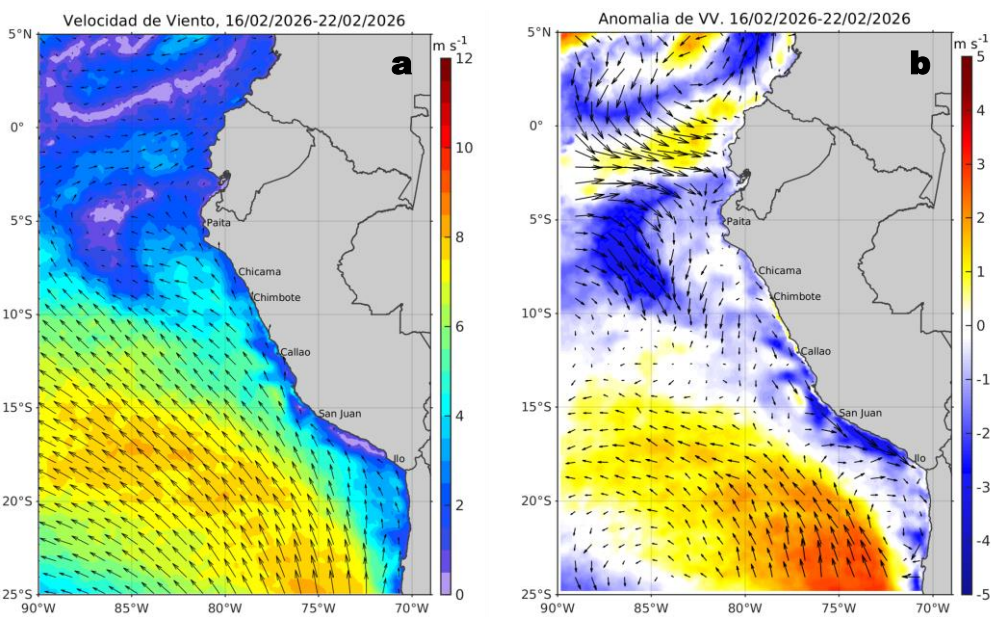 Velocidad de Viento, 16/02/2026-22/02/2026
5°N
0°
5°S
10°S
15°S
20°S
25°S
90°W
85°W
80°W
75°W
70°W
a
Paita
Chicama
Chimbote
Callao
San Juan
Ilo
m s-1
12
10
8
6
4
2
0
Anomalia de VV. 16/02/2026-22/02/2026
5°N
0°
5°S
10°S
15°S
20°S
25°S
90°W
85°W
80°W
75°W
70°W
b
Paita
Chicama
Chimbote
Callao
San Juan
Ilo
m s-1
5
4
3
2
1
0
-1
-2
-3
-4
-5